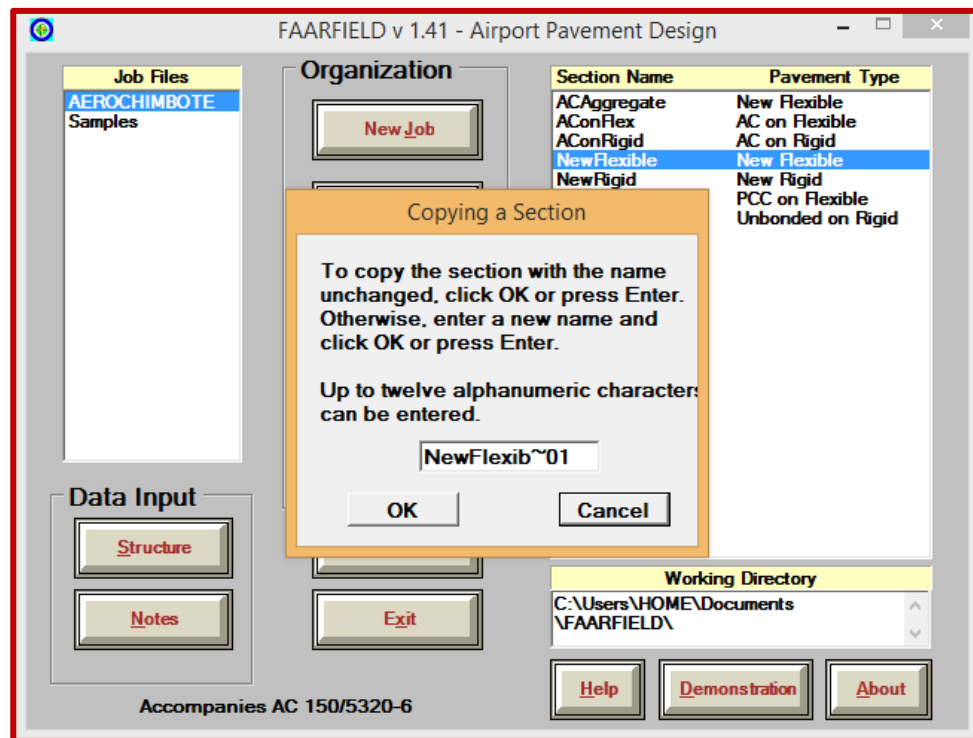 FAARFIELD v 1.41 - Airport Pavement Design
Job Files
AEROCHIMBOTE
Samples
Organization
New Job
Section Name Pavement Type
ACAggregate New Flexible
AConFlex AC on Flexible
AConRigid AC on Rigid
NewFlexible New Flexible
NewRigid New Rigid
PCC on Flexible
Unbonded on Rigid
Copying a Section
To copy the section with the name
unchanged, click OK or press Enter.
Otherwise, enter a new name and
click OK or press Enter.
Up to twelve alphanumeric characters
can be entered.
NewFlexib~01
OK Cancel
Data Input
Structure
Notes
Exit
Working Directory
C:\Users\HOME\Documents
\FAARFIELD\
Help Demonstration About
Accompanies AC 150/5320-6